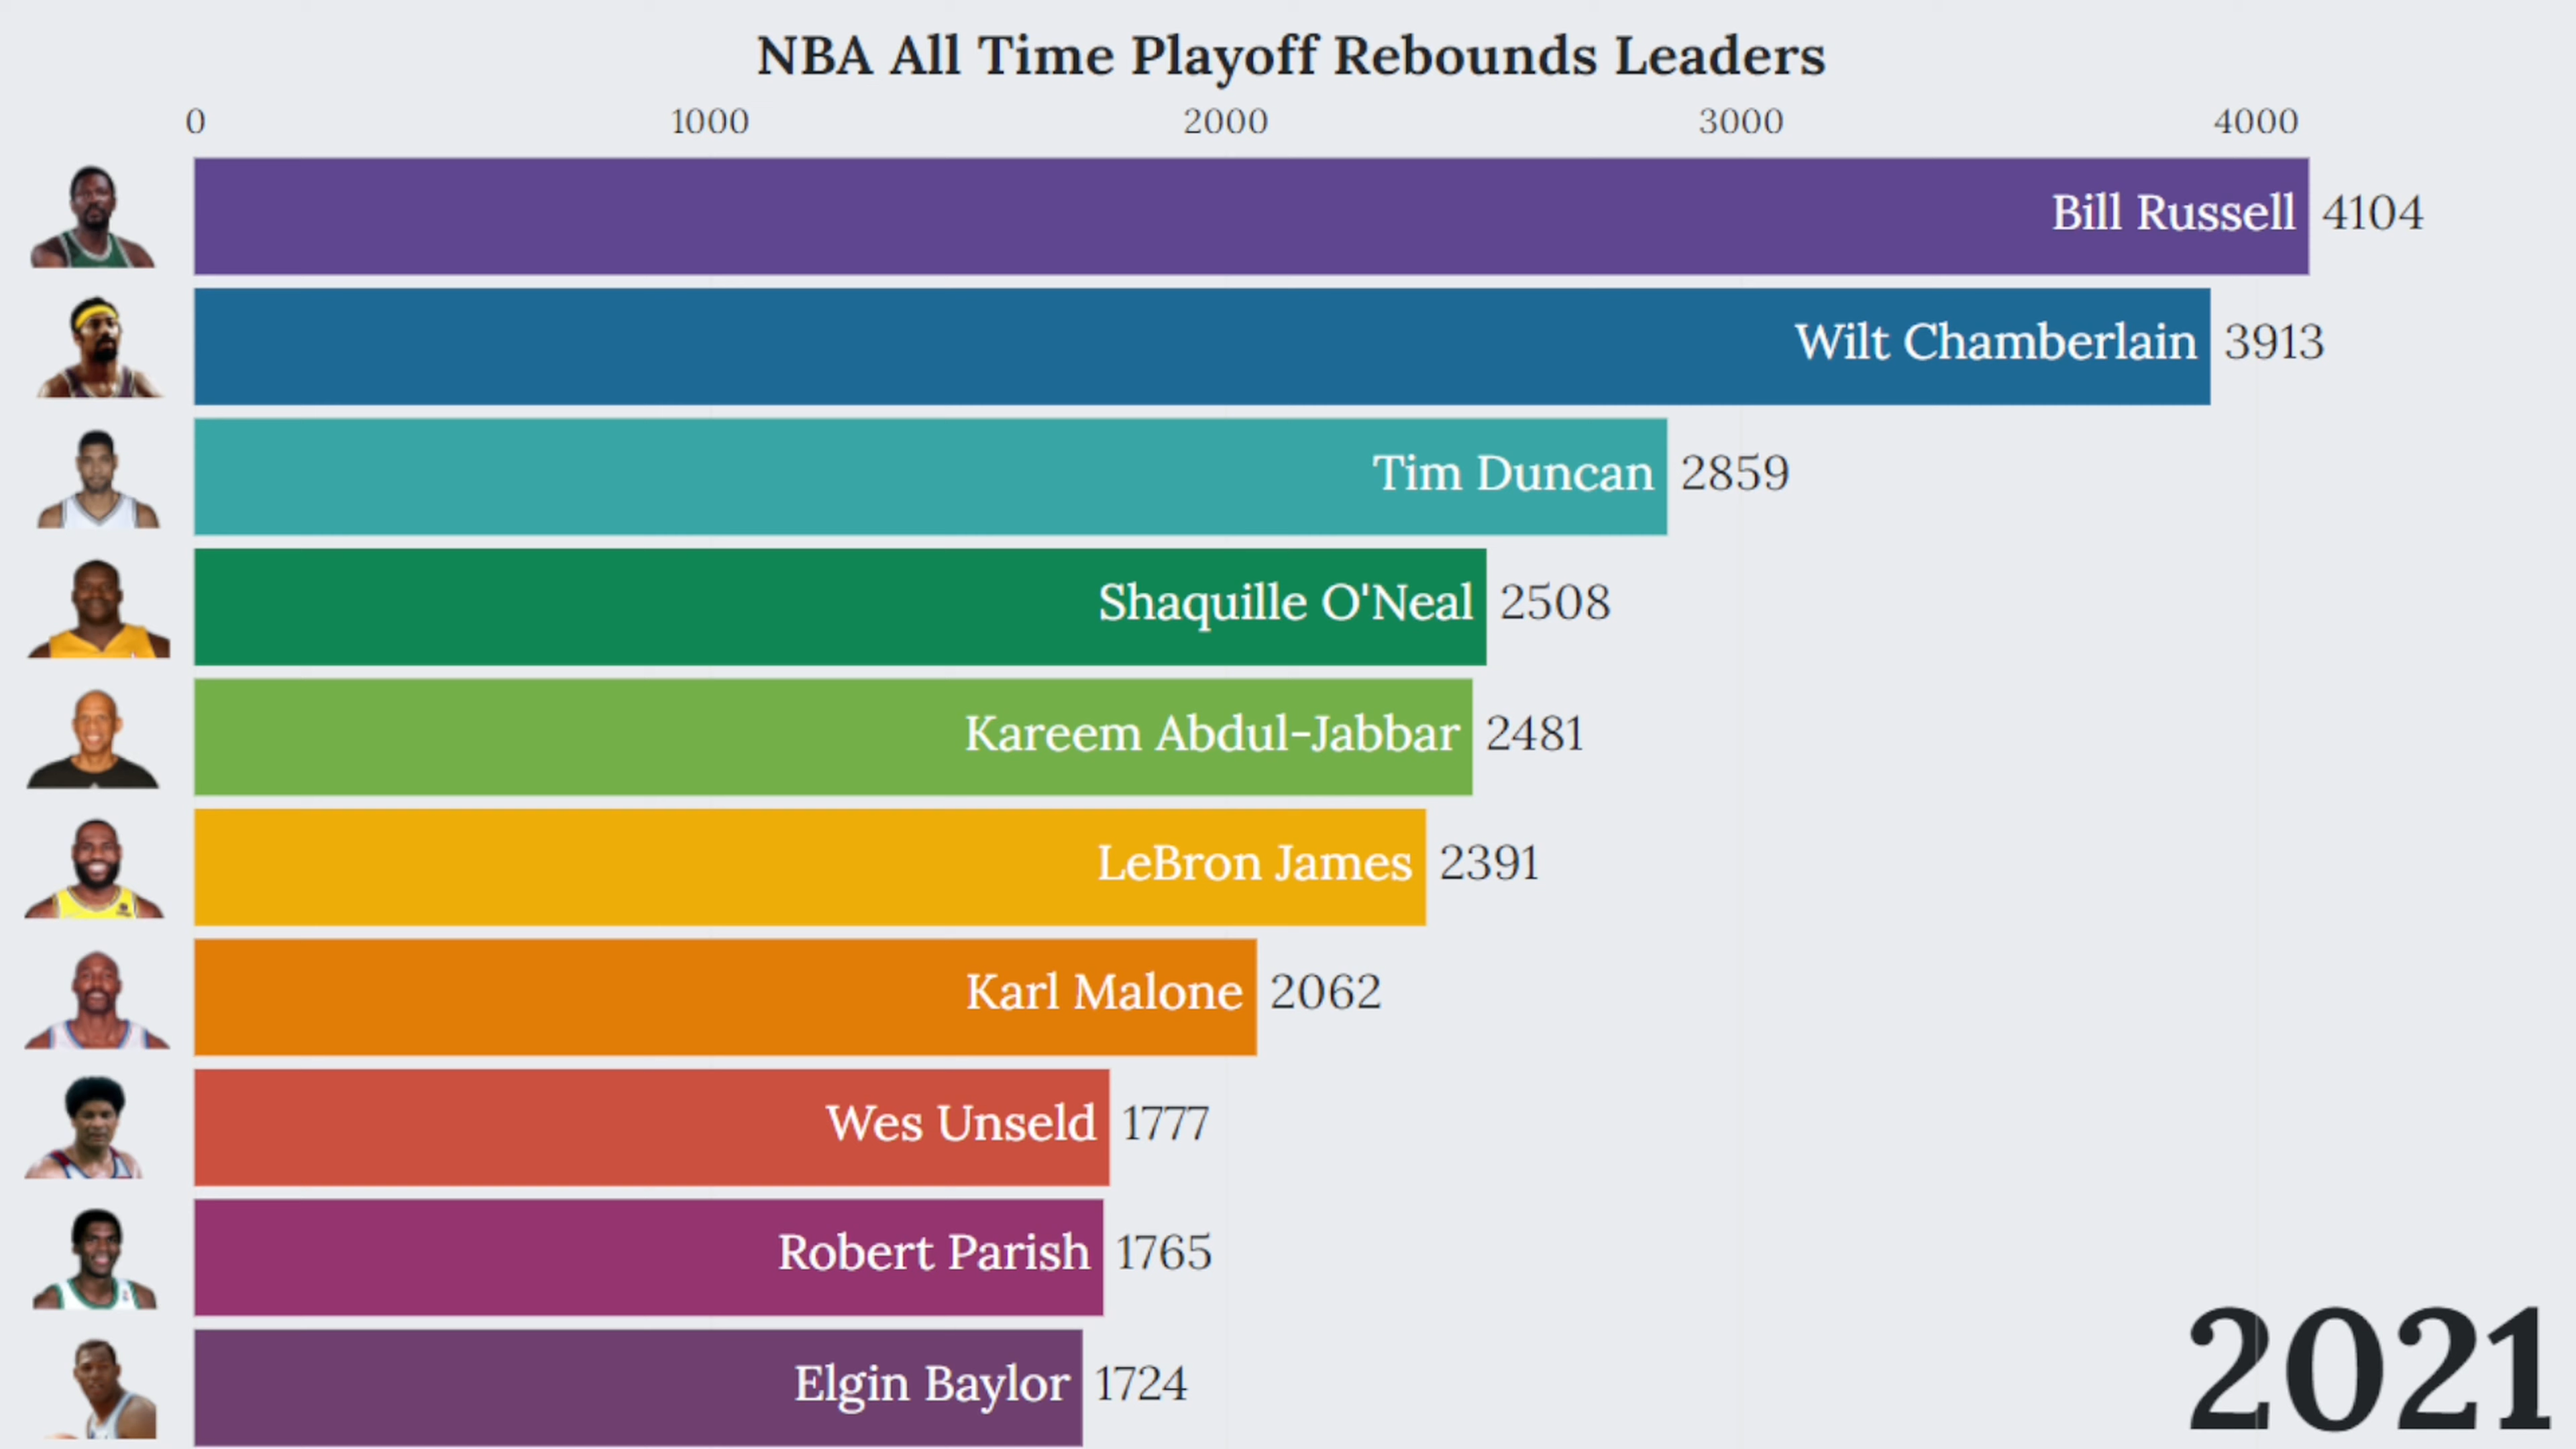 NBA All Time Playoff Rebounds Leaders
0 1000 2000 3000 4000
Bill Russell 4104
Wilt Chamberlain 3913
Tim Duncan 2859
Shaquille O'Neal 2508
Kareem Abdul-Jabbar 2481
LeBron James 2391
Karl Malone 2062
Wes Unseld 1777
Robert Parish 1765
Elgin Baylor 1724
2021